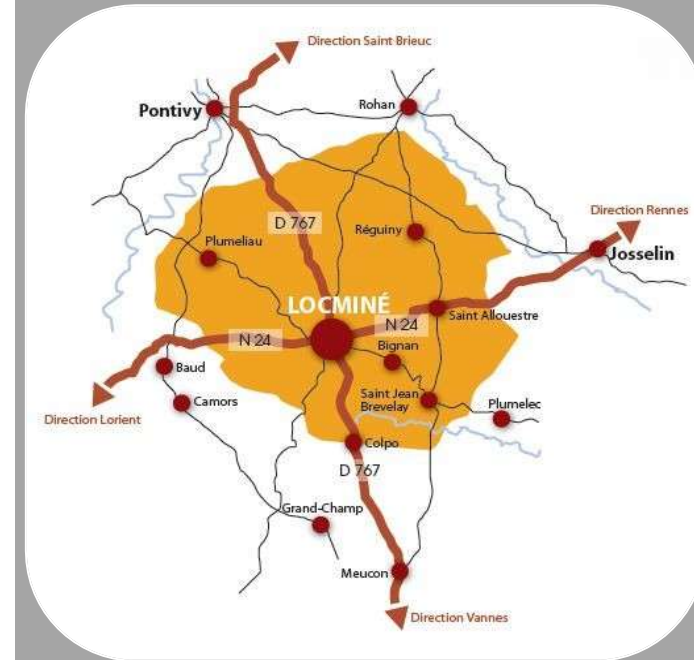 Direction Saint Brieuc
Pontivy
Rohan
Direction Rennes
D 767
Réguiny
Plumeliau
Josselin
LOCMINÉ
N 24
N 24
Saint Allouestre
Bignan
Baud
Camors
Saint Jean
Brevelay
Plumelec
Direction Lorient
Colpo
D 767
Grand-Champ
Meucon
Direction Vannes